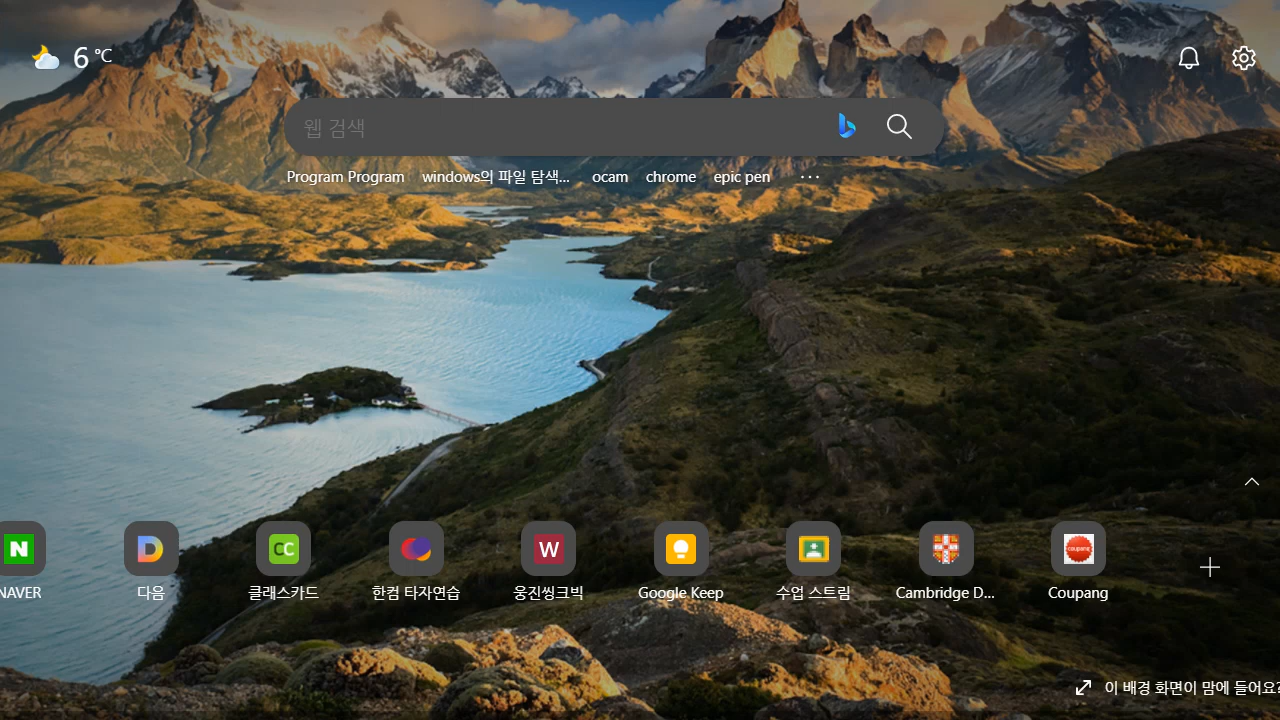 6 ℃
웹 검색
Program Program windows의 파일 탐색... ocam chrome epic pen ...
NAVER 다음 클래스카드 한컴 타자연습 웅진씽크빅 Google Keep 수업 스트림 Cambridge D... Coupang
이 배경 화면이 맘에 들어요?